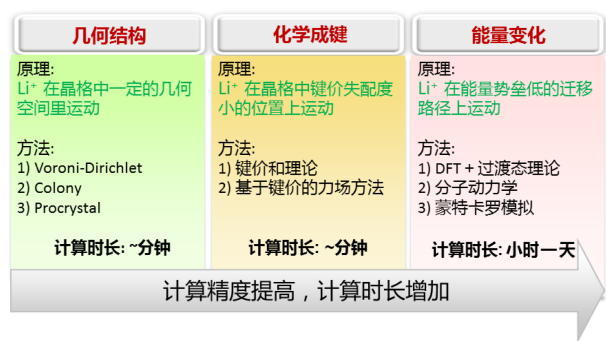 几何结构
原理:
Li⁺ 在晶格中一定的几何
空间里运动
方法:
1) Voroni-Dirichlet
2) Colony
3) Procrystal
计算时长: ~分钟
化学成键
原理:
Li⁺ 在晶格中键价失配度
小的位置上运动
方法:
1) 键价和理论
2) 基于键价的力场方法
计算时长: ~分钟
能量变化
原理:
Li⁺ 在能量势垒低的迁移
路径上运动
方法:
1) DFT + 过渡态理论
2) 分子动力学
3) 蒙特卡罗模拟
计算时长: 小时一天
计算精度提高，计算时长增加